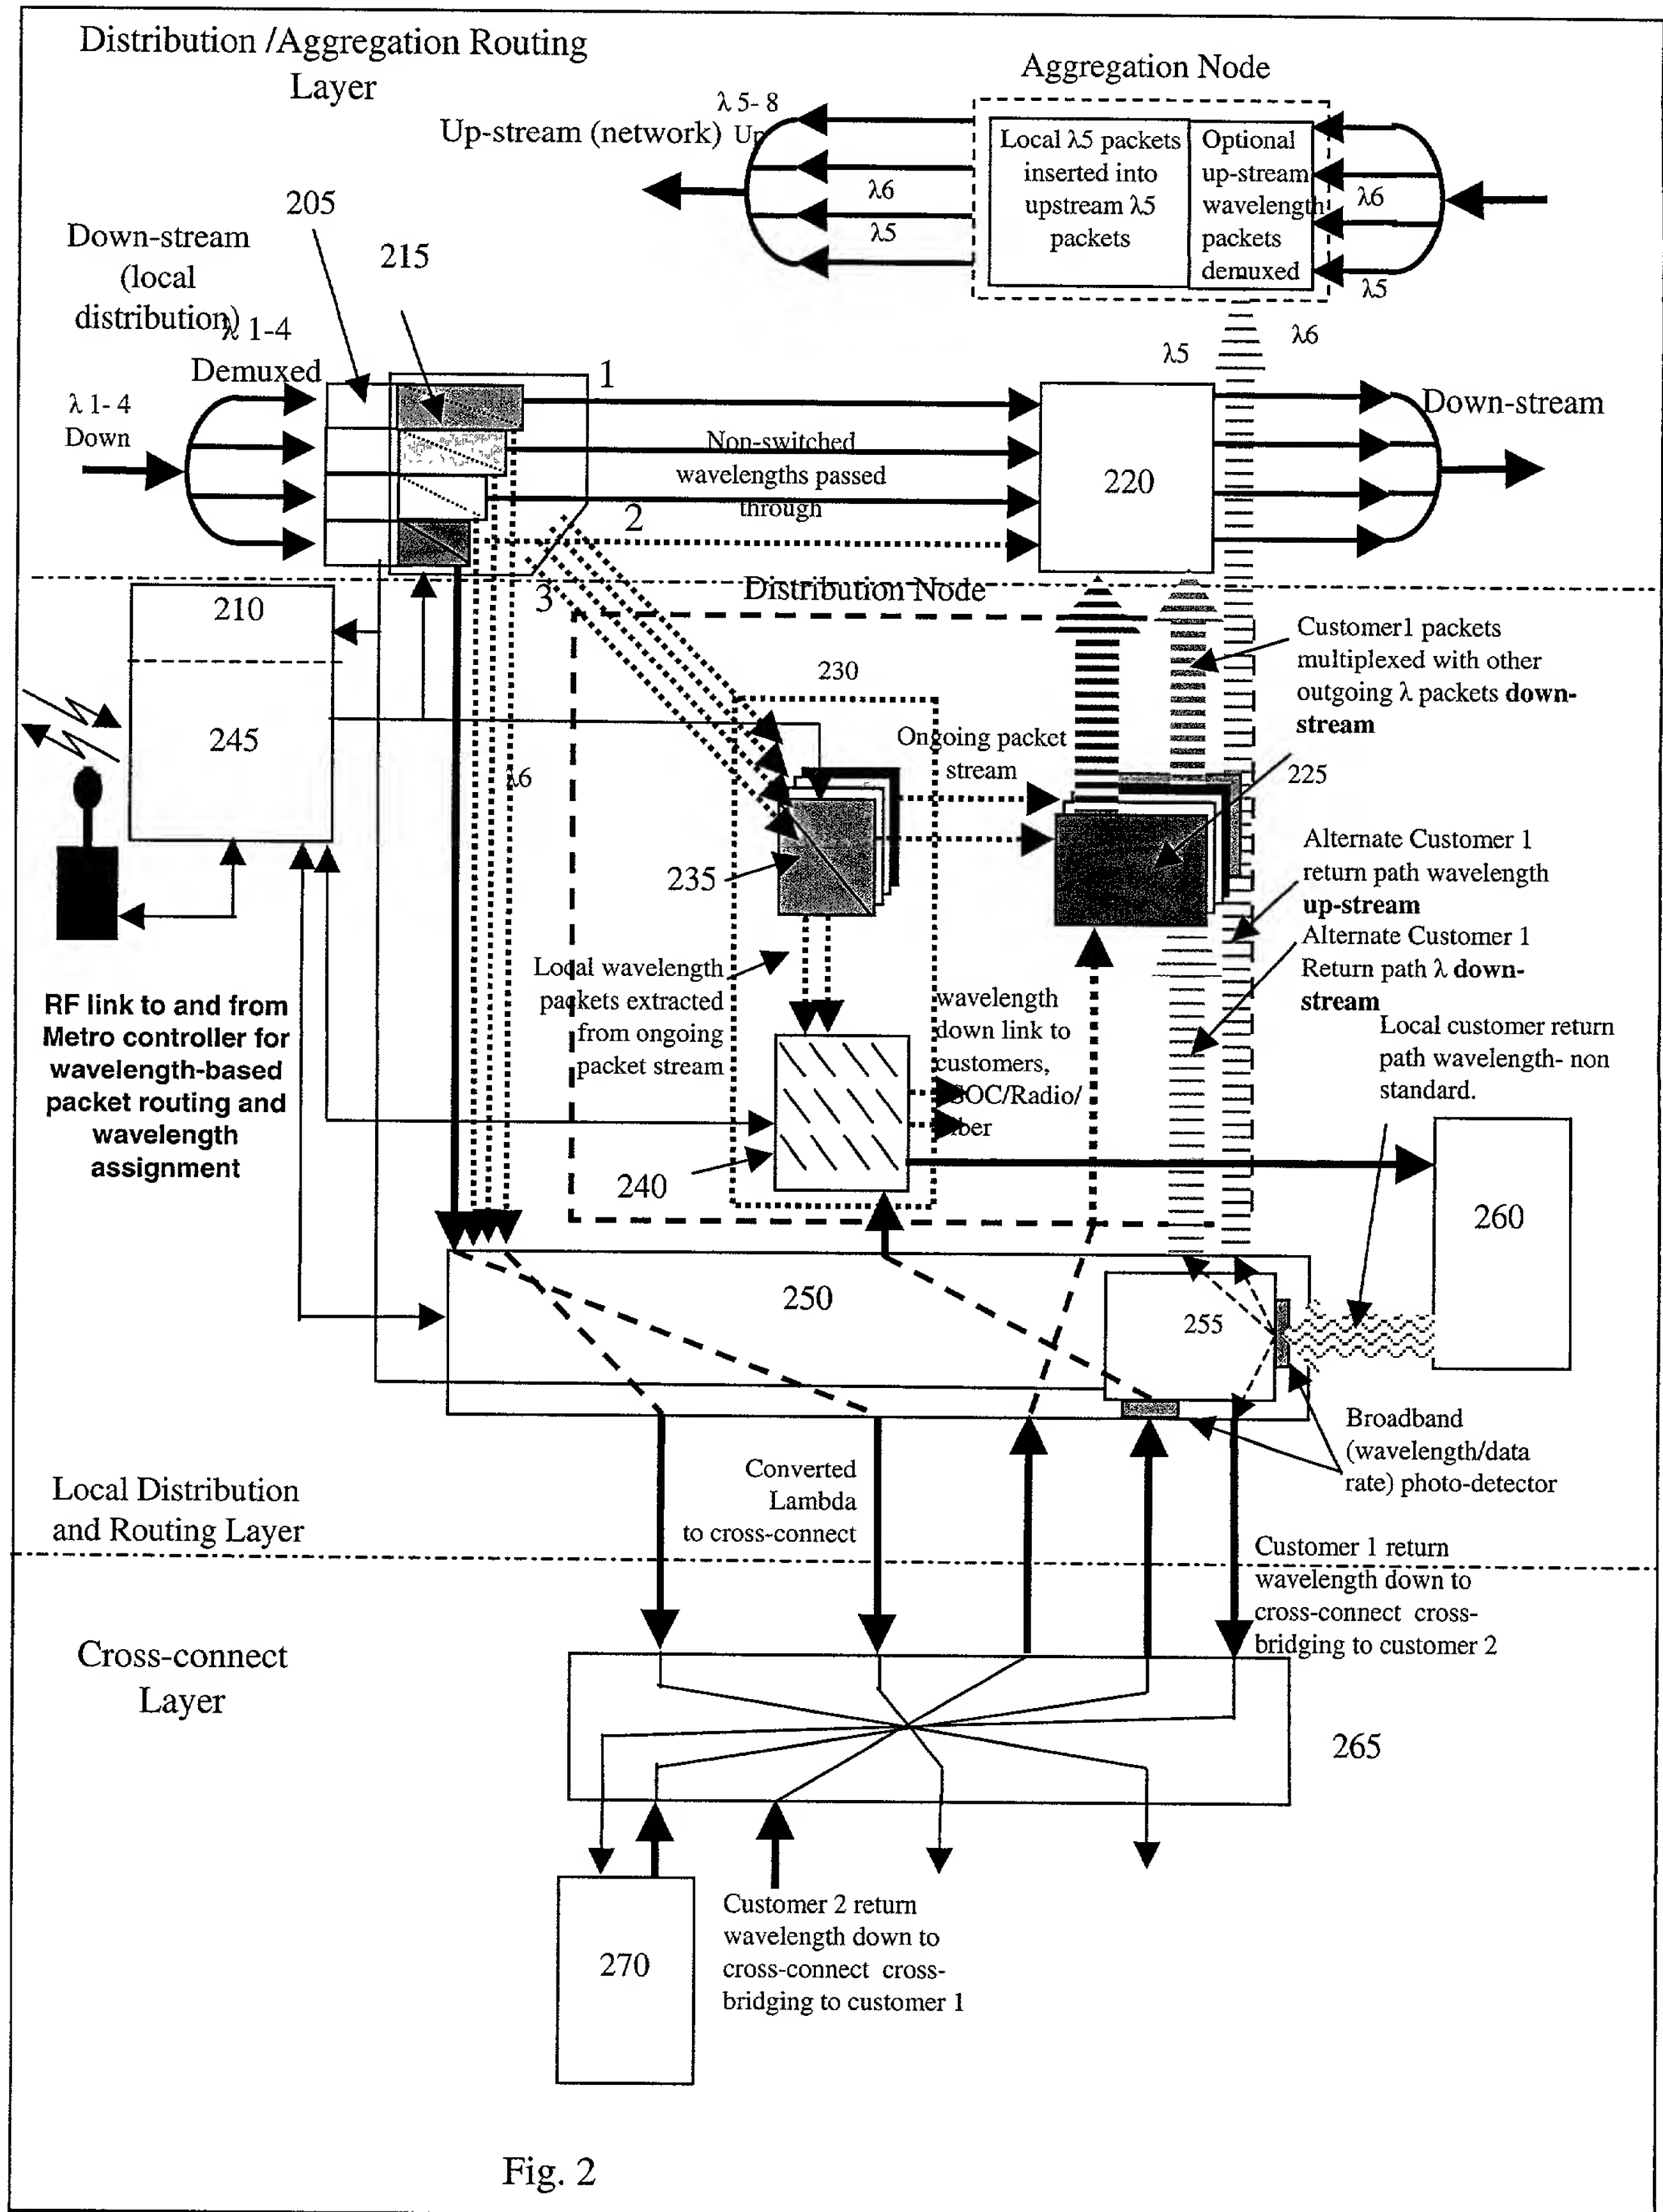 Distribution /Aggregation Routing
Layer
Aggregation Node
λ 5- 8
Up-stream (network)
Local λ5 packets
inserted into
upstream λ5
packets
Optional
up-stream
wavelength
packets
demuxed
λ6
λ5
λ6
λ5
205
Down-stream
(local
distribution)
215
λ 1-4
Demuxed
λ 1- 4
Down
1
λ5
λ6
Down-stream
Non-switched
wavelengths passed
through
220
2
3
Distribution Node
210
245
230
Customer1 packets
multiplexed with other
outgoing λ packets down-
stream
Ongoing packet
stream
225
λ6
235
Alternate Customer 1
return path wavelength
up-stream
Alternate Customer 1
Return path λ down-
stream
Local wavelength
packets extracted
from ongoing
packet stream
wavelength
down link to
customers,
SOC/Radio/
RF link to and from
Metro controller for
wavelength-based
packet routing and
wavelength
assignment
Local customer return
path wavelength- non
standard.
240
260
250
255
Broadband
(wavelength/data
rate) photo-detector
Converted
Lambda
to cross-connect
Local Distribution
and Routing Layer
Customer 1 return
wavelength down to
cross-connect cross-
bridging to customer 2
Cross-connect
Layer
265
270
Customer 2 return
wavelength down to
cross-connect cross-
bridging to customer 1
Fig. 2